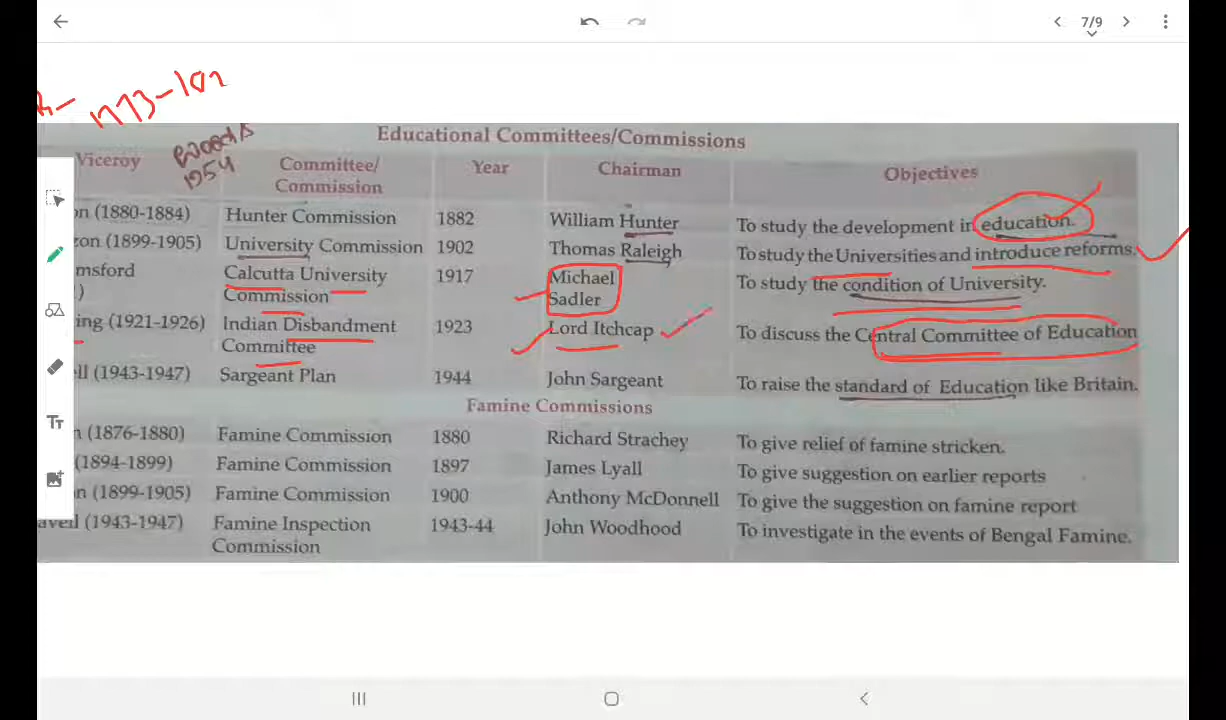 7/9
1773-
Educational Committees/Commissions
Viceroy
Committee/
Commission
Year
Chairman
Objectives
on (1880-1884) Hunter Commission 1882 William Hunter To study the development in education.
zon (1899-1905) University Commission 1902 Thomas Raleigh To study the Universities and introduce reforms.
msford Calcutta University 1917 Michael To study the condition of University.
Commission Sadler
ing (1921-1926) Indian Disbandment 1923 Lord Itchcap To discuss the Central Committee of Education
Committee
ll (1943-1947) Sargeant Plan 1944 John Sargeant To raise the standard of Education like Britain.
Famine Commissions
n (1876-1880) Famine Commission 1880 Richard Strachey To give relief of famine stricken.
(1894-1899) Famine Commission 1897 James Lyall To give suggestion on earlier reports
on (1899-1905) Famine Commission 1900 Anthony McDonnell To give the suggestion on famine report
avell (1943-1947) Famine Inspection 1943-44 John Woodhood To investigate in the events of Bengal Famine.
Commission
1954
TT